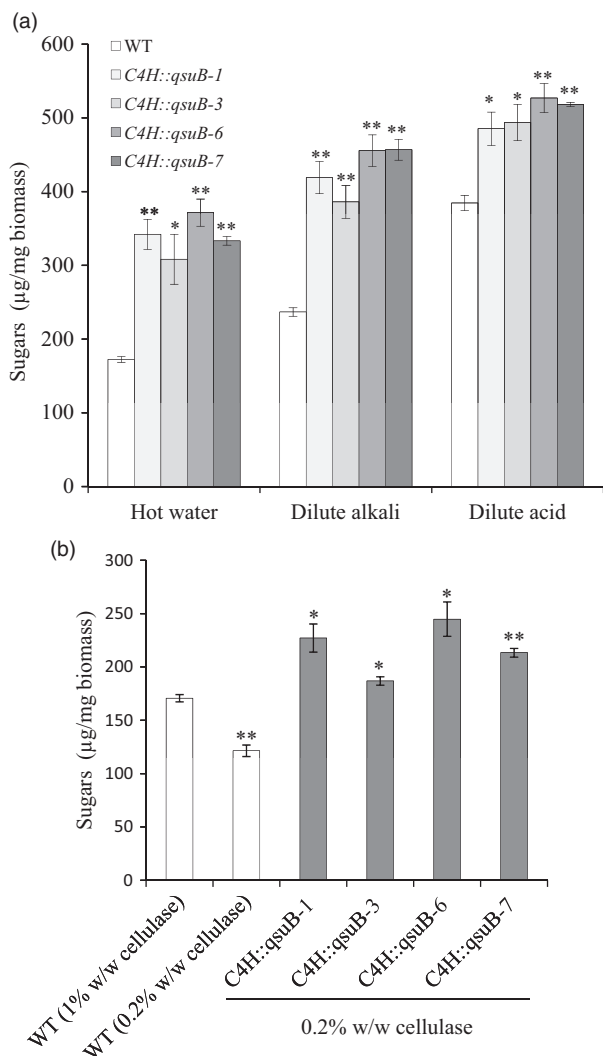 (a)
600
500
400
300
200
100
0
Sugars (µg/mg biomass)
WT
C4H::qsuB-1
C4H::qsuB-3
C4H::qsuB-6
C4H::qsuB-7
** * ** **
** ** ** **
* * ** **
Hot water Dilute alkali Dilute acid
(b)
300
250
200
150
100
50
0
Sugars (µg/mg biomass)
** * * * **
WT (1% w/w cellulase)
WT (0.2% w/w cellulase)
C4H::qsuB-1
C4H::qsuB-3
C4H::qsuB-6
C4H::qsuB-7
0.2% w/w cellulase